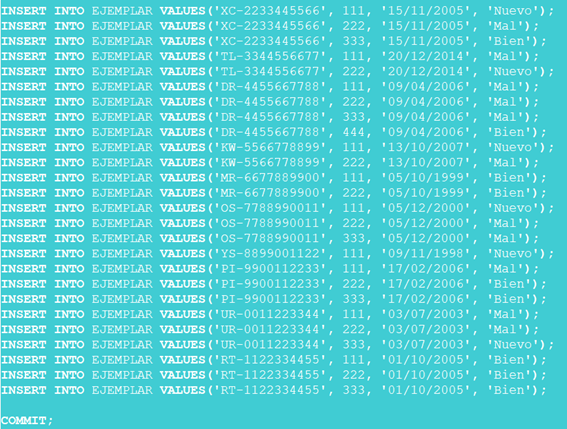 INSERT INTO EJEMPLAR VALUES('XC-2233445566', 111, '15/11/2005', 'Nuevo');
INSERT INTO EJEMPLAR VALUES('XC-2233445566', 222, '15/11/2005', 'Mal');
INSERT INTO EJEMPLAR VALUES('XC-2233445566', 333, '15/11/2005', 'Bien');
INSERT INTO EJEMPLAR VALUES('TL-3344556677', 111, '20/12/2014', 'Mal');
INSERT INTO EJEMPLAR VALUES('TL-3344556677', 222, '20/12/2014', 'Nuevo');
INSERT INTO EJEMPLAR VALUES('DR-4455667788', 111, '09/04/2006', 'Mal');
INSERT INTO EJEMPLAR VALUES('DR-4455667788', 222, '09/04/2006', 'Mal');
INSERT INTO EJEMPLAR VALUES('DR-4455667788', 333, '09/04/2006', 'Mal');
INSERT INTO EJEMPLAR VALUES('DR-4455667788', 444, '09/04/2006', 'Bien');
INSERT INTO EJEMPLAR VALUES('KW-5566778899', 111, '13/10/2007', 'Nuevo');
INSERT INTO EJEMPLAR VALUES('KW-5566778899', 222, '13/10/2007', 'Mal');
INSERT INTO EJEMPLAR VALUES('MR-6677889900', 111, '05/10/1999', 'Bien');
INSERT INTO EJEMPLAR VALUES('MR-6677889900', 222, '05/10/1999', 'Bien');
INSERT INTO EJEMPLAR VALUES('OS-7788990011', 111, '05/12/2000', 'Nuevo');
INSERT INTO EJEMPLAR VALUES('OS-7788990011', 222, '05/12/2000', 'Mal');
INSERT INTO EJEMPLAR VALUES('OS-7788990011', 333, '05/12/2000', 'Mal');
INSERT INTO EJEMPLAR VALUES('YS-8899001122', 111, '09/11/1998', 'Nuevo');
INSERT INTO EJEMPLAR VALUES('PI-9900112233', 111, '17/02/2006', 'Mal');
INSERT INTO EJEMPLAR VALUES('PI-9900112233', 222, '17/02/2006', 'Bien');
INSERT INTO EJEMPLAR VALUES('PI-9900112233', 333, '17/02/2006', 'Bien');
INSERT INTO EJEMPLAR VALUES('UR-0011223344', 111, '03/07/2003', 'Mal');
INSERT INTO EJEMPLAR VALUES('UR-0011223344', 222, '03/07/2003', 'Mal');
INSERT INTO EJEMPLAR VALUES('UR-0011223344', 333, '03/07/2003', 'Nuevo');
INSERT INTO EJEMPLAR VALUES('RT-1122334455', 111, '01/10/2005', 'Bien');
INSERT INTO EJEMPLAR VALUES('RT-1122334455', 222, '01/10/2005', 'Mal');
INSERT INTO EJEMPLAR VALUES('RT-1122334455', 333, '01/10/2005', 'Bien');
COMMIT;